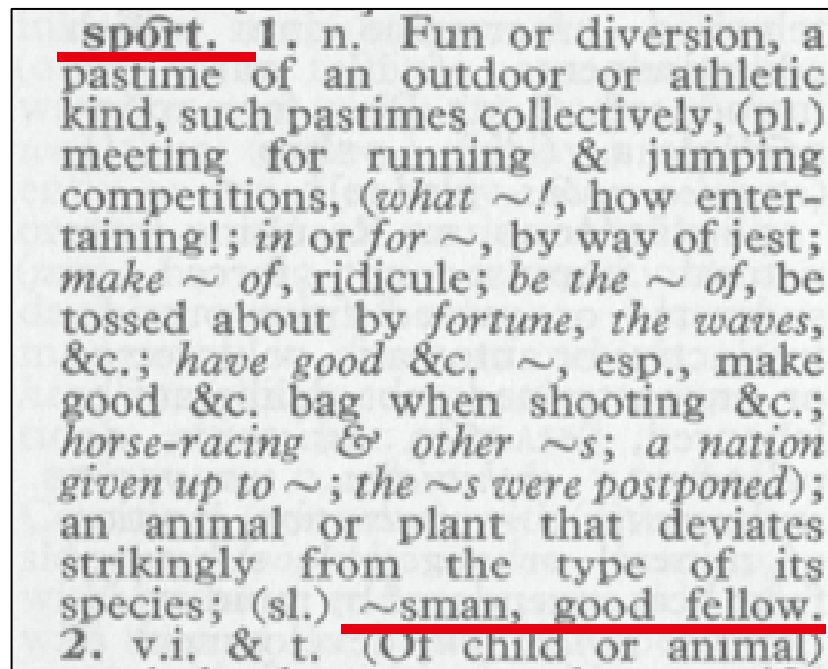 spōrt. 1. n. Fun or diversion, a
pastime of an outdoor or athletic
kind, such pastimes collectively, (pl.)
meeting for running & jumping
competitions, (what ~!, how enter-
taining!; in or for ~, by way of jest;
make ~ of, ridicule; be the ~ of, be
tossed about by fortune, the waves,
&c.; have good &c. ~, esp., make
good &c. bag when shooting &c.;
horse-racing & other ~s; a nation
given up to ~; the ~s were postponed);
an animal or plant that deviates
strikingly from the type of its
species; (sl.) ~sman, good fellow.
2. v.i. & t. (Of child or animal)